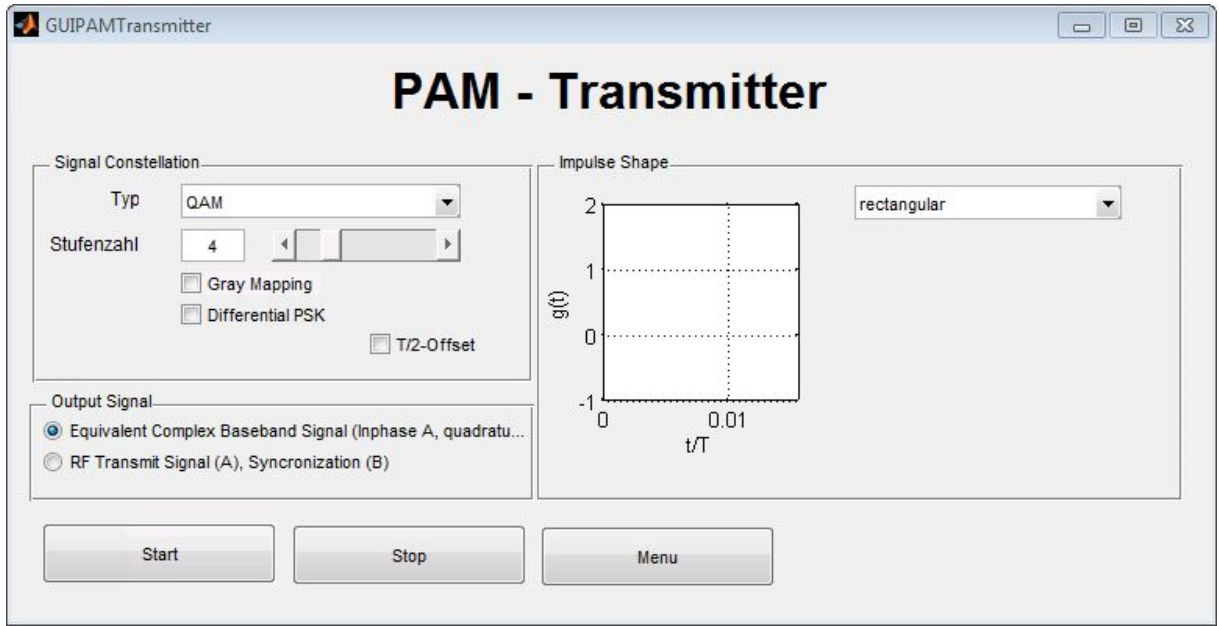 GUIPAMTransmitter
PAM - Transmitter
Signal Constellation
Typ
QAM
Stufenzahl
4
Gray Mapping
Differential PSK
T/2-Offset
Output Signal
Equivalent Complex Baseband Signal (Inphase A, quadratu...
RF Transmit Signal (A), Syncronization (B)
Impulse Shape
rectangular
2
1
0
-1
g(t)
0
0.01
t/T
Start
Stop
Menu